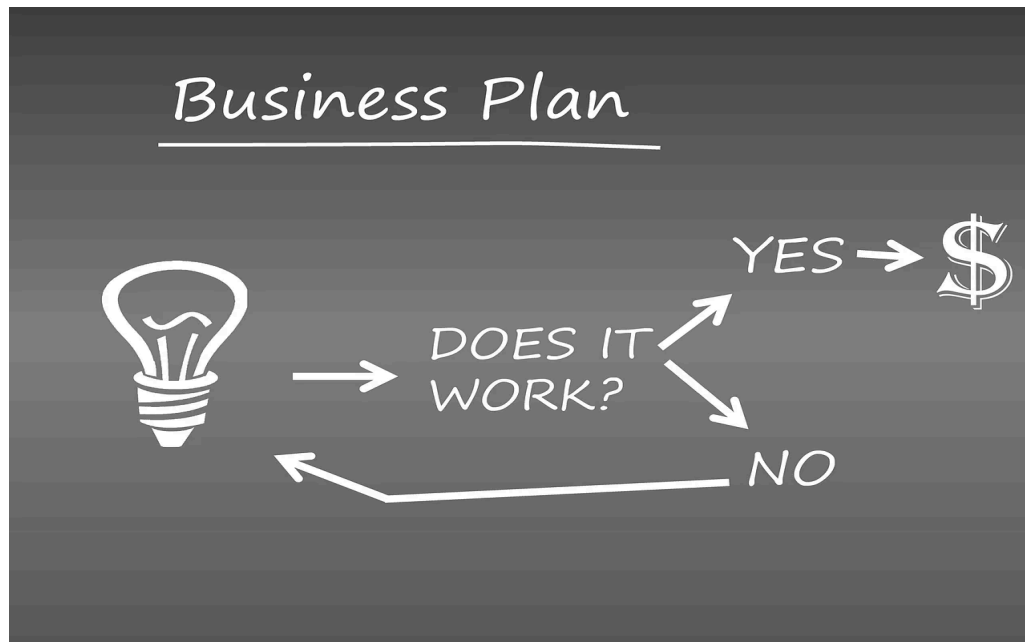 Business Plan
YES
$
DOES IT
WORK?
NO